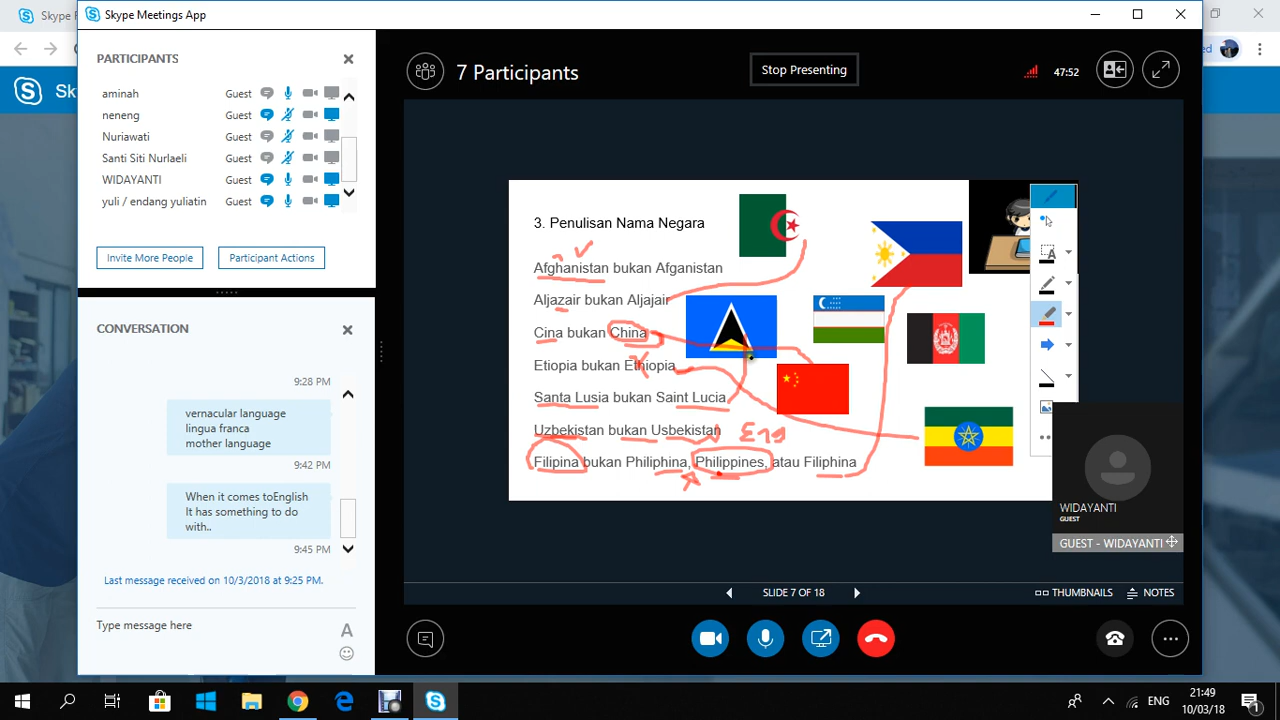 Skype
Skype Meetings App
Sk
PARTICIPANTS
aminah Guest
neneng Guest
Nuriawati Guest
Santi Siti Nurlaeli Guest
WIDAYANTI Guest
yuli / endang yuliatin Guest
Invite More People
Participant Actions
CONVERSATION
9:28 PM
vernacular language
lingua franca
mother language
9:42 PM
When it comes toEnglish
It has something to do
with..
9:45 PM
Last message received on 10/3/2018 at 9:25 PM.
Type message here
A
7 Participants
Stop Presenting
47:52
3. Penulisan Nama Negara
Afghanistan bukan Afganistan
Aljazair bukan Aljajair
Cina bukan China
Etiopia bukan Ethiopia
Santa Lusia bukan Saint Lucia
Uzbekistan bukan Usbekistan
Filipina bukan Philiphina, Philippines, atau Filiphina
WIDAYANTI
GUEST
GUEST - WIDAYANTI
SLIDE 7 OF 18
THUMBNAILS
NOTES
ENG
21:49
10/03/18
1